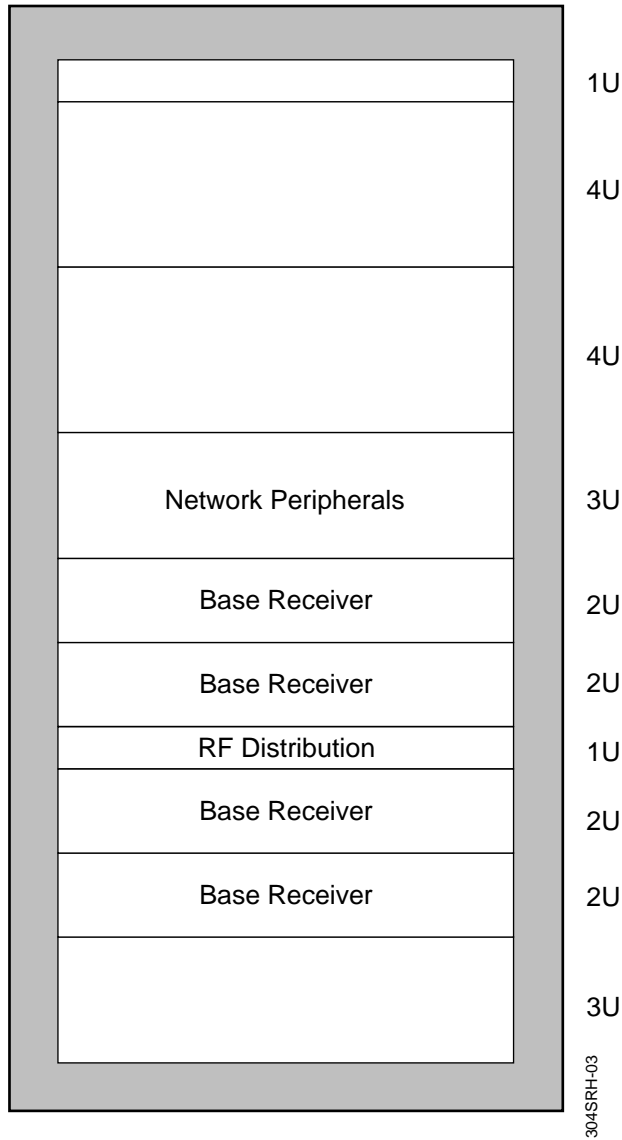 1U
4U
4U
Network Peripherals 3U
Base Receiver 2U
Base Receiver 2U
RF Distribution 1U
Base Receiver 2U
Base Receiver 2U
3U
304SRH-03